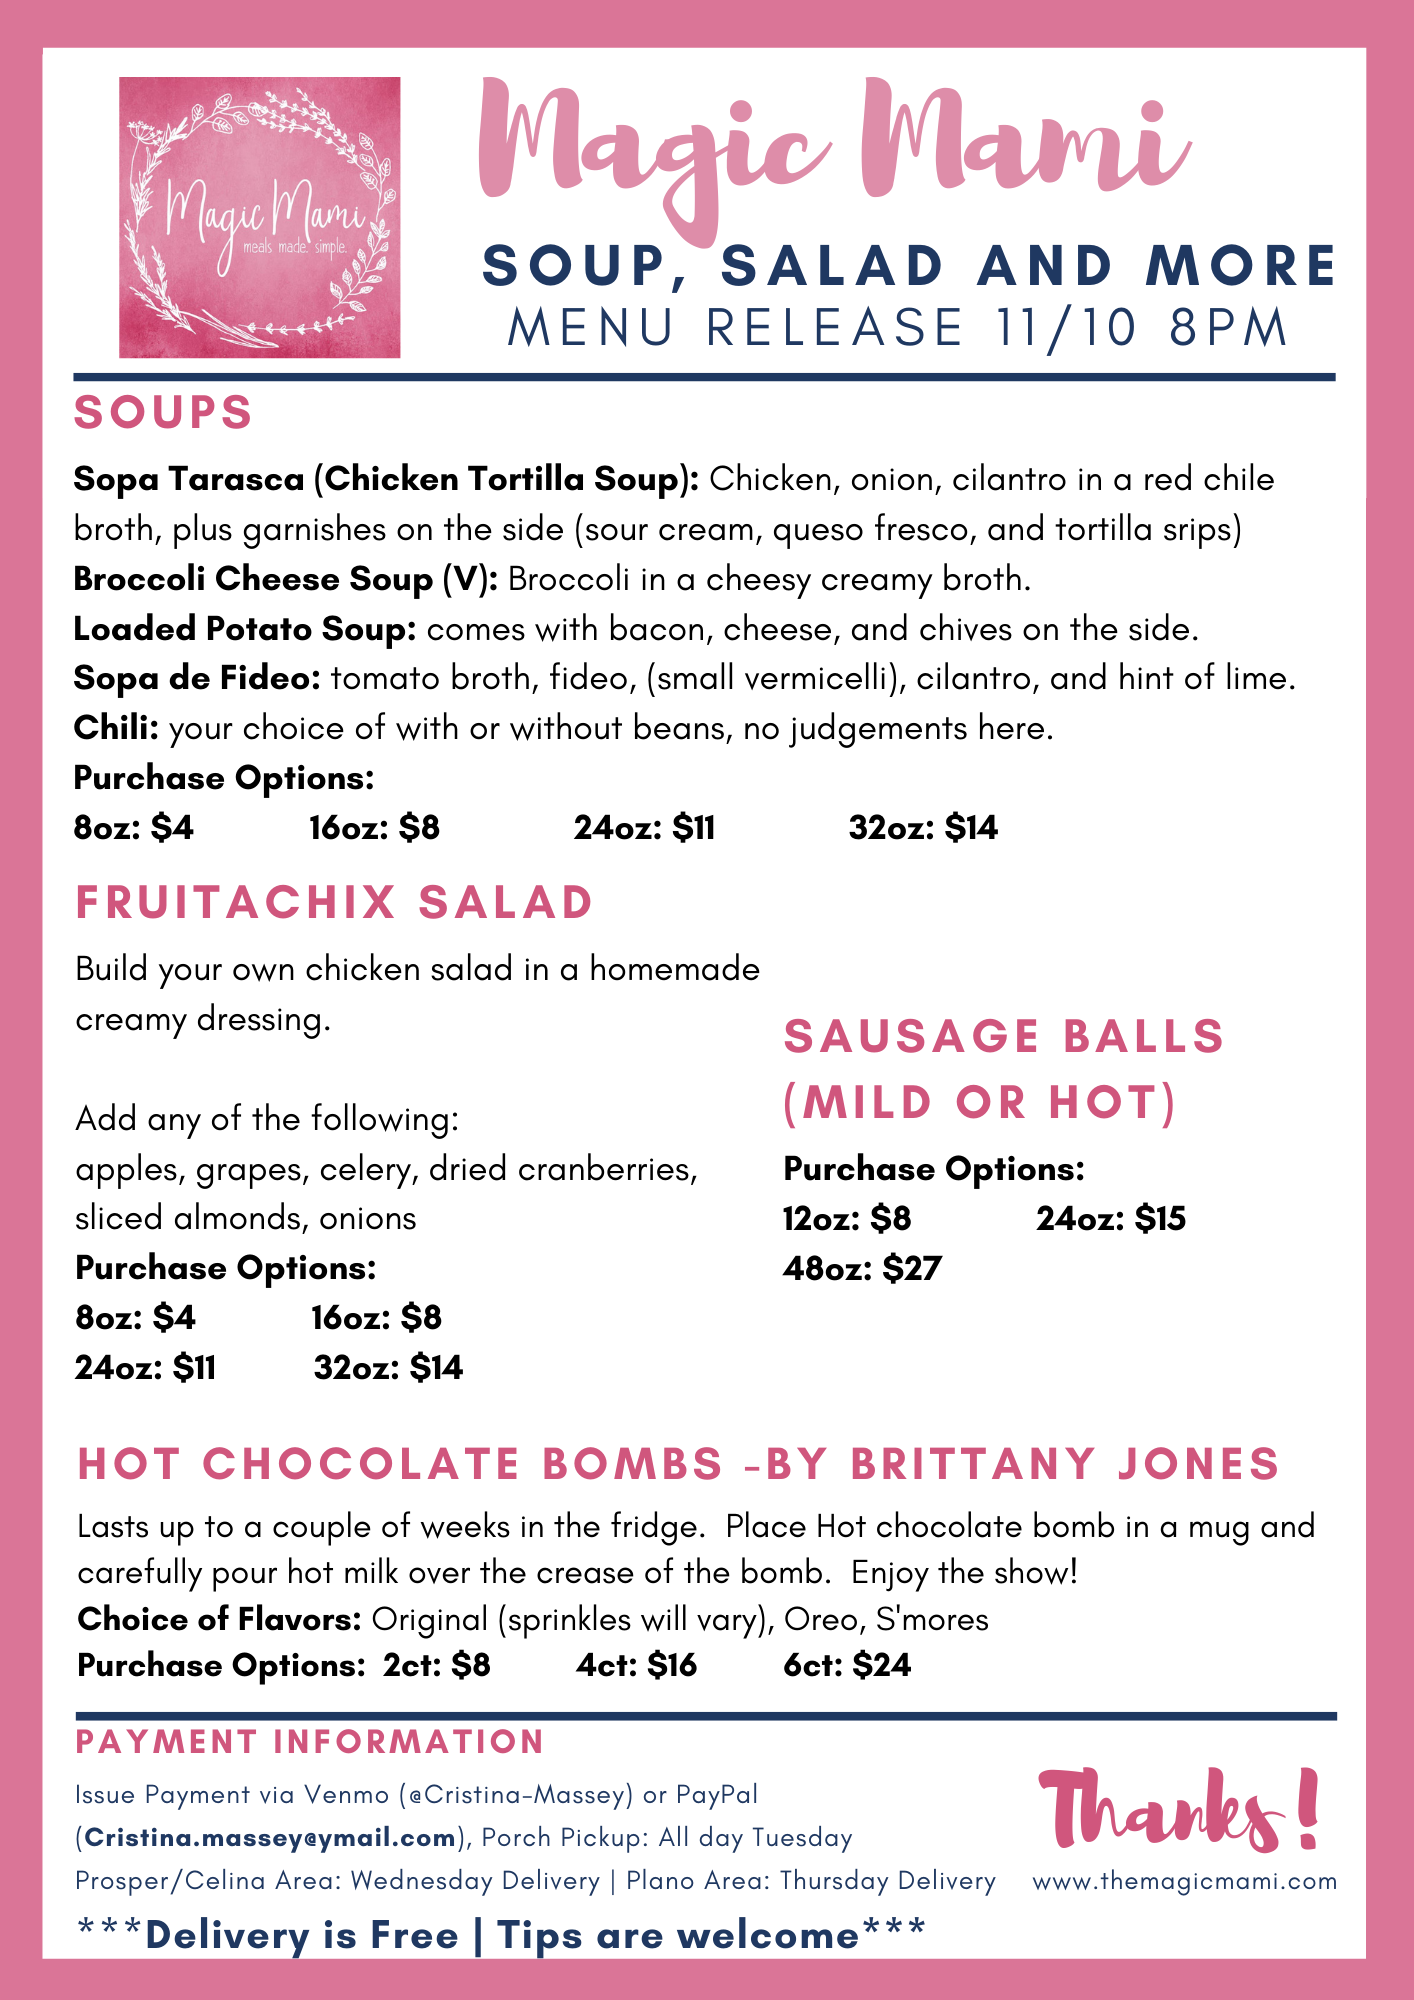 Magic Mami
meals made. simple.
Magic Mami
SOUP, SALAD AND MORE
MENU RELEASE 11/10 8PM
SOUPS
Sopa Tarasca (Chicken Tortilla Soup): Chicken, onion, cilantro in a red chile
broth, plus garnishes on the side (sour cream, queso fresco, and tortilla srips)
Broccoli Cheese Soup (V): Broccoli in a cheesy creamy broth.
Loaded Potato Soup: comes with bacon, cheese, and chives on the side.
Sopa de Fideo: tomato broth, fideo, (small vermicelli), cilantro, and hint of lime.
Chili: your choice of with or without beans, no judgements here.
Purchase Options:
8oz: $4 16oz: $8 24oz: $11 32oz: $14
FRUITACHIX SALAD
Build your own chicken salad in a homemade
creamy dressing.
Add any of the following:
apples, grapes, celery, dried cranberries,
sliced almonds, onions
Purchase Options:
8oz: $4 16oz: $8
24oz: $11 32oz: $14
SAUSAGE BALLS
(MILD OR HOT)
Purchase Options:
12oz: $8 24oz: $15
48oz: $27
HOT CHOCOLATE BOMBS -BY BRITTANY JONES
Lasts up to a couple of weeks in the fridge. Place Hot chocolate bomb in a mug and
carefully pour hot milk over the crease of the bomb. Enjoy the show!
Choice of Flavors: Original (sprinkles will vary), Oreo, S'mores
Purchase Options: 2ct: $8 4ct: $16 6ct: $24
PAYMENT INFORMATION
Issue Payment via Venmo (@Cristina-Massey) or PayPal
(Cristina.massey@ymail.com), Porch Pickup: All day Tuesday
Prosper/Celina Area: Wednesday Delivery | Plano Area: Thursday Delivery
***Delivery is Free | Tips are welcome***
Thanks!
www.themagicmami.com